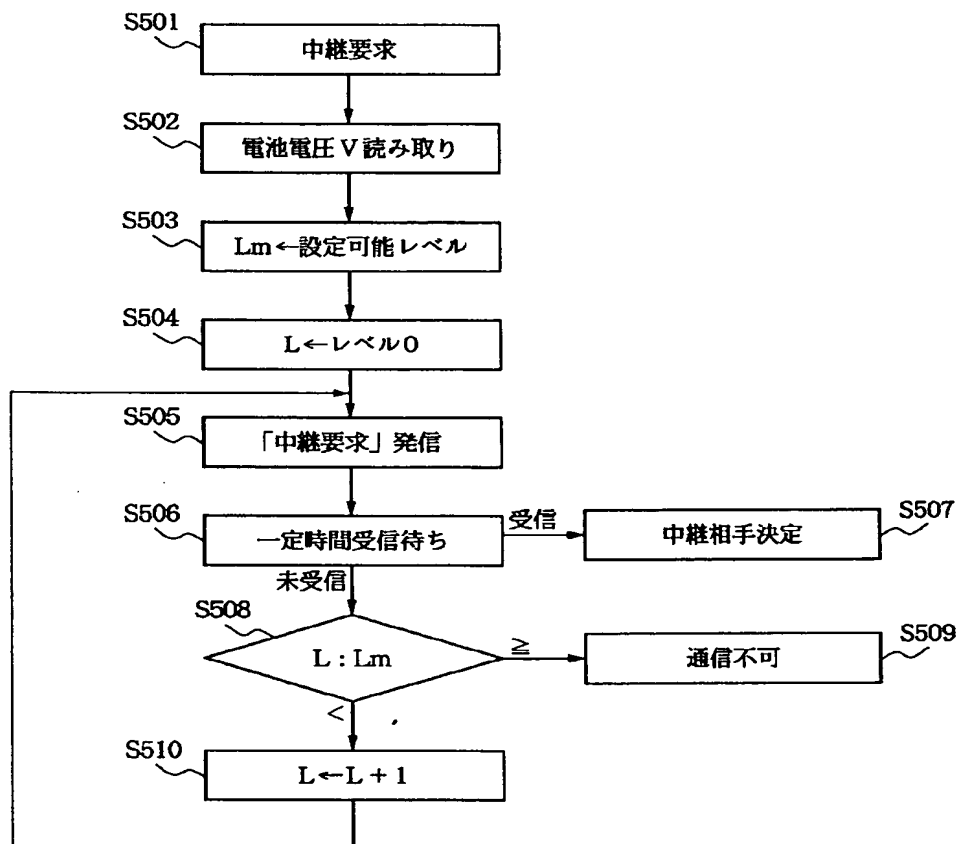 S501
中継要求
S502
電池電圧V読み取り
S503
Lm←設定可能レベル
S504
L←レベル0
S505
「中継要求」発信
S506
一定時間受信待ち
受信
S507
中継相手決定
未受信
S508
L : Lm
≧
S509
通信不可
<
S510
L←L+1